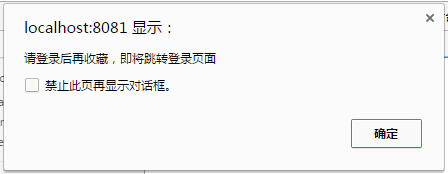 localhost:8081 显示：
请登录后再收藏，即将跳转登录页面
禁止此页再显示对话框。
确定